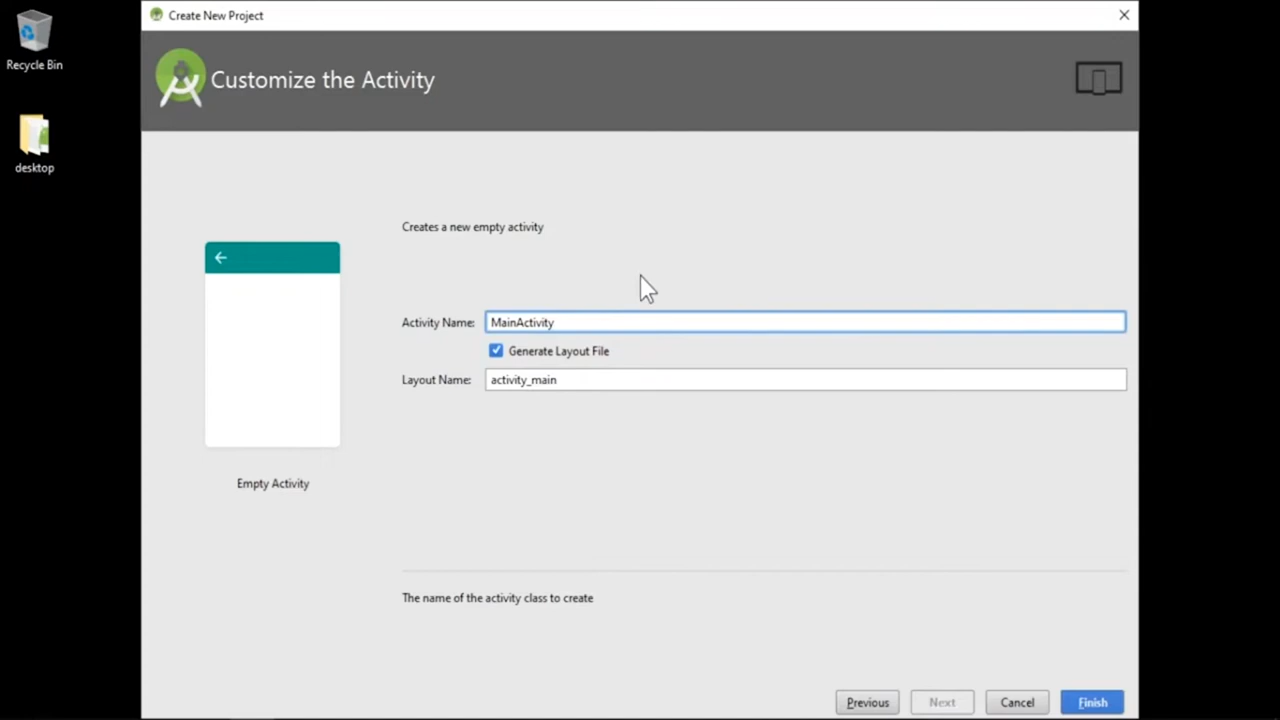 Create New Project
Recycle Bin
Customize the Activity
desktop
Creates a new empty activity
Activity Name: MainActivity
Generate Layout File
Layout Name: activity_main
Empty Activity
The name of the activity class to create
Previous Next Cancel Finish